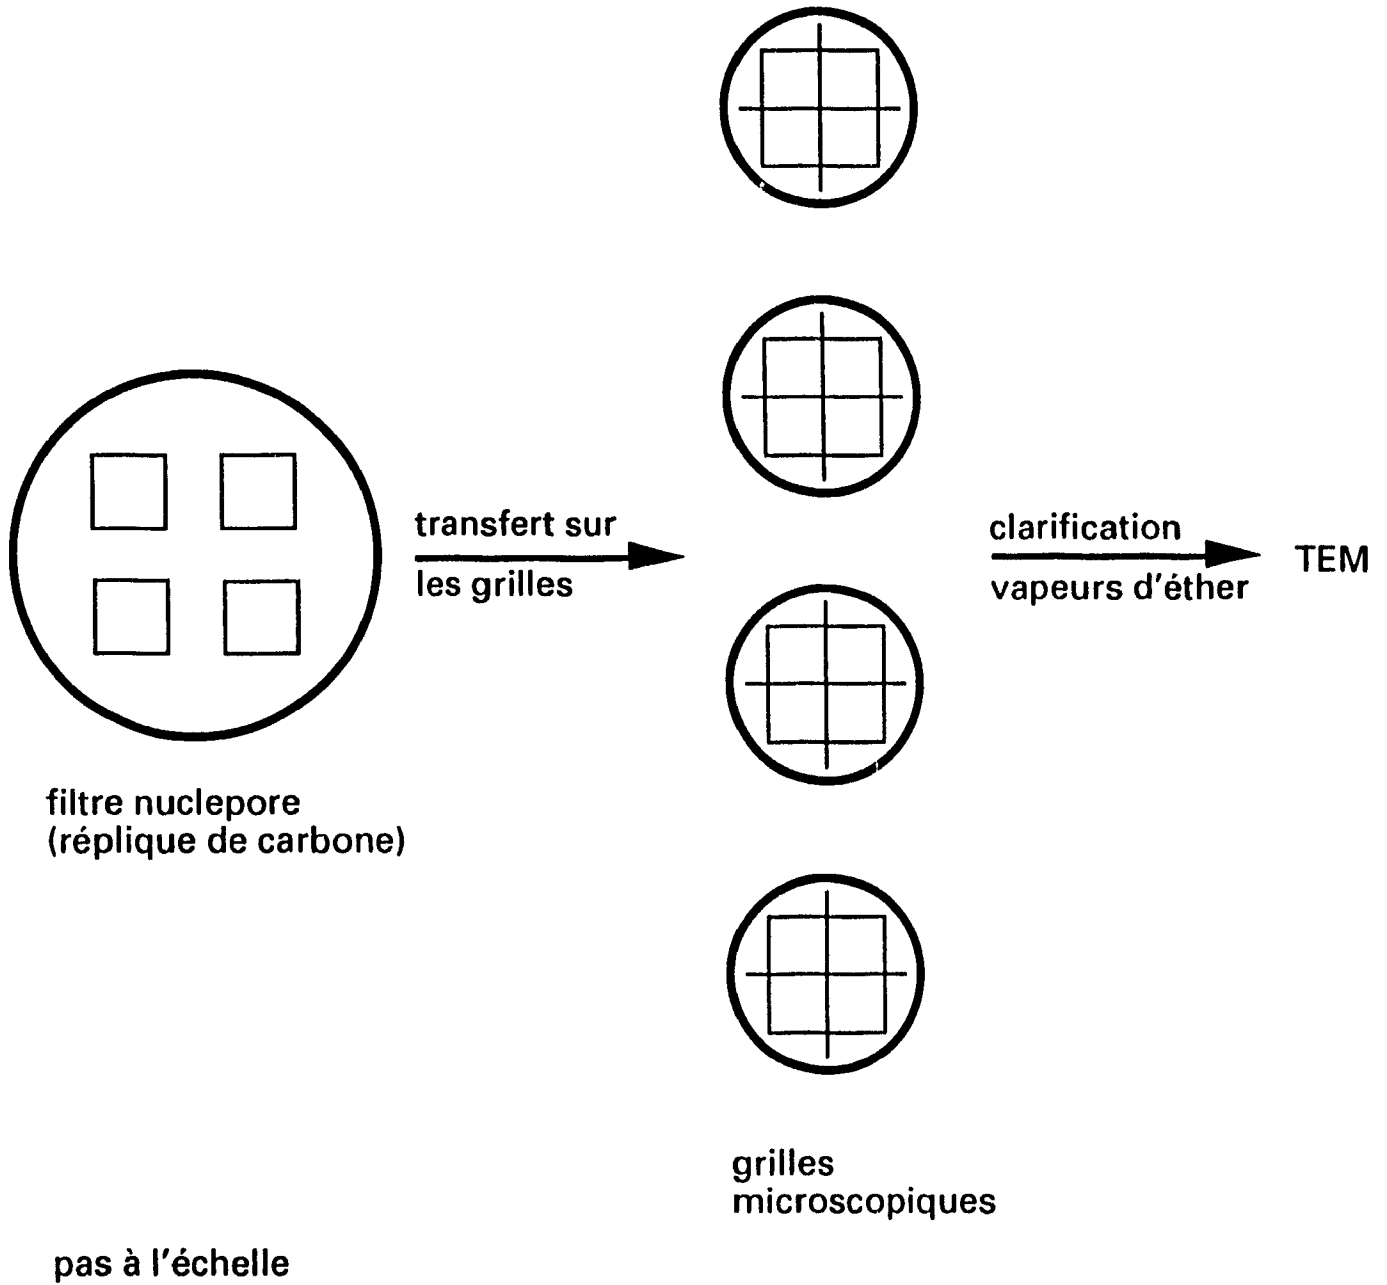 transfert sur
les grilles
clarification
vapeurs d'éther
TEM
filtre nuclepore
(réplique de carbone)
grilles
microscopiques
pas à l'échelle